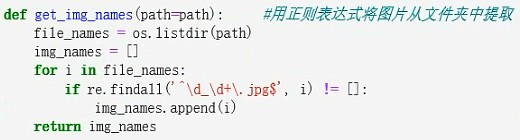 def get_img_names(path=path):    #用正则表达式将图片从文件夹中提取
    file_names = os.listdir(path)
    img_names = []
    for i in file_names:
        if re.findall('^\d_\d+\.jpg$', i) != []:
            img_names.append(i)
    return img_names